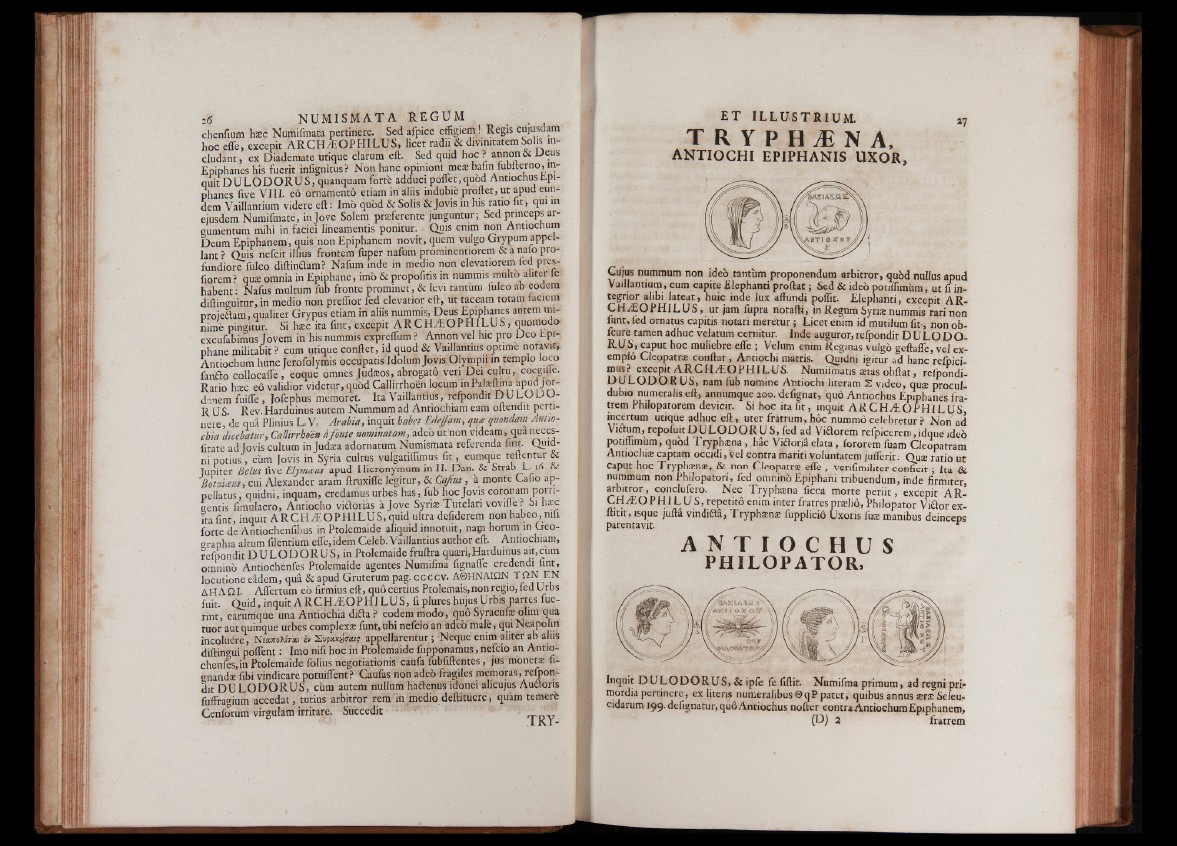 26 NUMISMATA REGUM
chenſium hæc Numiſmata pertinere. Sed aſpice effigiem! Regis cujusdam
hoc eſſe, excepit ARCHÆOPHILUS, licet radii & divinitatem Solis in-
cludant, ex Diademate utique clarum eſt. Sed quid hoc? annon & Deus
Epiphanes his fuerit inſignitus? Non hanc opinioni meæ baſin ſubſterno, in-
quit DULODORUS, quanquam fortè adduci poſſet, quòd Antiochus Epi-
phanes ſive VIII. eô ornamentô etiam in aliis indubiè proſtet, ut apud eun-
dem Vaillantium videre eſt: Imò quòd & Solis & Jovis in his ratio ſit, qui in
ejusdem Numiſmate, in Jove Solem præferente junguntur; Sed princeps ar-
gumentum mihi in faciei lineamentis ponitur. Quis enim non Antiochum
Deum Epiphanem, quis non Epiphanem novit, quem vulgo Grypum appel-
lant? Quis neſcit illius frontem ſuper naſum prominentiorem & à naſo pro-
fundiore ſulco diſtinctam? Naſum inde in medio non elevatiorem ſed preſ-
ſiorem? quæ omnia in Epiphane, imò & propoſitis in nummis multò aliter ſe
habent: Naſus multum ſub fronte prominet, & levi tantùm ſulco ab eodem
diſtinguitur, in medio non preſſior ſed elevatior eſt, ut taceam totam faciem
projectam, qualiter Grypus etiam in aliis nummis, Deus Epiphanes autem mi-
nimè pingitur. Si hæc ita ſint, excepit ARCHÆOPHILUS, quomodo
excuſabimus Jovem in his nummis expreſſum? Annon vel hic pro Deo Epi-
phane militabit? cum utique conſtet, id quod & Vaillantius optimè notavit,
Antiochum hunc Jeroſolymis occupatis Idolum Jovis Olympii in templo loco
ſancto collocaſſe, eoque omnes Judæos, abrogatô veri Dei cultu, coegiſſe.
Ratio hæc eô validior videtur, quòd Callirrhoën locum in Palæſtina apud Jor-
danem fuiſſe, Joſephus memoret. Ita Vaillantius, reſpondit DULODO-
RUS. Rev. Harduinus autem Nummum ad Antiochiam eam oſtendit perti-
nere, de quâ Plinius L.V. Arabia, inquit habet Edeſſam, quæ quondam Antio-
chia dicebatur, Callirrhoën à fonte nominatam, adeò ut non videam, quâ neces-
ſitate ad Jovis cultum in Judæa adornatum Numismata referenda ſint. Quid-
ni potius, cùm Jovis in Syria cultus vulgatiſſimus ſit, eumque teſtentur &
Jupiter Belus ſive Elymæus apud Hieronymum in II. Dan. & Strab L. 16. &
Botziæus, cui Alexander aram ſtruxiſſe legitur, & Caſius, à monte Caſio ap-
pellatus, quidni, inquam, credamus urbes has, ſub hoc Jovis coronam porri-
gentis ſimulacro, Antiocho victorias à Jove Syriæ Tutelari voviſſe? Si hæc
ita ſint, inquit ARCHÆOPHILUS, quid ultra deſiderem non habeo, niſi
forte de Antiochenſibus in Ptolemaide aliquid innotuit, nam horum in Geo-
graphia altum ſilentium eſſe, idem Celeb. Vaillantius author eſt. Antiochiam,
reſpondit DULODORUS, in Ptolemaide fruſtra quæri, Harduinus ait, cùm
omninò Antiochenſes Ptolemaide agentes Numiſma ſignaſſe credendi ſint,
locutione eâdem, quâ & apud Gruterum pag. cccc v. ΑΘΗΝΑΙΩΝ ΤΩΝ ΕΝ
ΔΗΛΩΙ. Aſſertum eò firmius eſt, quô certius Ptolemais, non regio, ſed Urbs
fuit. Quid, inquit ARCHÆOPHILUS, ſi plures hujus Urbis partes fue-
rint, earumque una Antiochia dicta? eodem modo, quô Syracuſæ olim qua
tuor aut quinque urbes complexæ ſunt, ubi neſcio an adeò malè, qui Neapolin
incoluêre, Νεαπολῖται ἐν Συρακούσαις appellarentur; Neque enim aliter ab aliis
diſtingui poſſent: Imo niſi hoc in Ptolemaide ſupponamus, neſcio an Antio-
chenſes, in Ptolemaide ſolius negotiationis cauſa ſubſiſtentes, jus monetæ ſi-
gnandæ ſibi vindicare potuiſſent? Cauſas non adeò fragiles memoras, reſpon-
dit DULODORUS, cùm autem nullum hactenus idonei alicujus Auctoris
ſuffragium accedat, tutius arbitror rem in medio deſtituere, quàm temerè
Cenſorum virgulam irritare. Succedit
TRY-
ET ILLUSTRIUM. 27
TRYPHÆNA,
ANTIOCHI EPIPHANIS UXOR,
ΒΑΣΙΛΕΩΣ
ΑΝΤΙΟΧΟΥ
Cujus nummum non ideò tantùm proponendum arbitror, quòd nullus apud
Vaillantium, cum capite Elephanti proſtat; Sed & ideò potiſſimùm, ut ſi in-
tegrior alibi lateat, huic inde lux affundi poſſit. Elephanti, excepit AR-
CHÆOPHILUS, ut jam ſupra notaſti, in Regum Syriæ nummis rari non
ſunt, ſed ornatus capitis notari meretur; Licet enim id mutilum ſit, non ob-
ſcurè tamen adhuc velatum cernitur. Inde auguror, reſpondit DULODO-
RUS, caput hoc muliebre eſſe; Velum enim Reginas vulgò geſtaſſe, vel ex-
emplô Cleopatræ conſtat, Antiochi matris. Quidni igitur ad hanc reſpici-
mus? excepit ARCHÆOPHILUS. Numiſmatis ætas obſtat, reſpondi-
DULODORUS, nam ſub nomine Antiochi literam Σ video, quæ procul-
dubio numeralis eſt, annumque 200. deſignat, quô Antiochus Epiphanes fra-
trem Philopatorem devicit. Si hoc ita ſit, inquit ARCHÆOPHILUS,
incertum utique adhuc eſt, uter fratrum, hôc nummô celebretur? Non ad
Victum, repoſuit DULODORUS, ſed ad Victorem reſpicerem, idque ideò
potiſſimùm, quòd Tryphæna, hâc Victoriâ elata, ſororem ſuam Cleopatram
Antiochiæ captam occidi, vel contra mariti voluntatem juſſerit. Quæ ratio ut
caput hoc Tryphænæ, & non Cleopatræ eſſe, veriſimiliter conficit; Ita &
nummum non Philopatori, ſed omninò Epiphani tribuendum, inde firmiter,
arbitror, concluſero. Nec Tryphæna ſicca morte periit, excepit AR-
CHÆOPHILUS, repetitô enim inter fratres prælio, Philopator Victor ex-
ſtitit, isque juſtâ vindictâ, Tryphænæ ſuppliciô Uxoris ſuæ manibus deinceps
parentavit.
ANTIOCHUS
PHILOPATOR,
ΒΑΣΙΛΕΩΣ
ΑΝΤΙΟΧΟΥ
ΦΙΛΟΠΑΤΟΡ
Inquit DULODORUS, & ipſe ſe ſiſtit. Numiſma primum, ad regni pri-
mordia pertinere, ex literis numeralibus Θ q P patet, quibus annus æræ Seleu-
cidarum 199. deſignatur, quô Antiochus noſter contra Antiochum Epiphanem,
(D) 2 fratrem